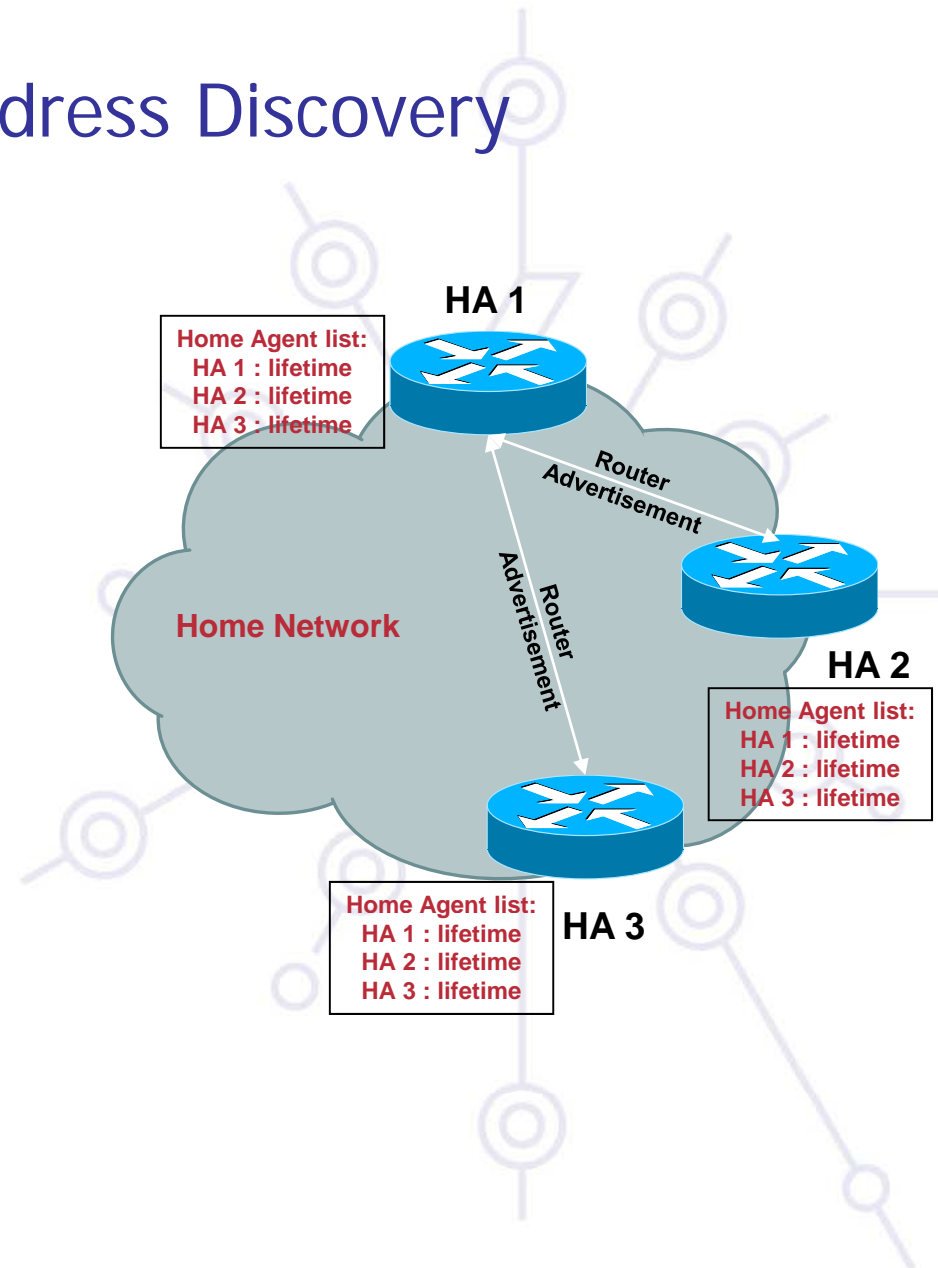 dress Discovery
HA 1
Home Agent list:
HA 1 : lifetime
HA 2 : lifetime
HA 3 : lifetime
Router
Advertisement
Router
Advertisement
Home Network
HA 2
Home Agent list:
HA 1 : lifetime
HA 2 : lifetime
HA 3 : lifetime
Home Agent list:
HA 1 : lifetime
HA 2 : lifetime
HA 3 : lifetime
HA 3